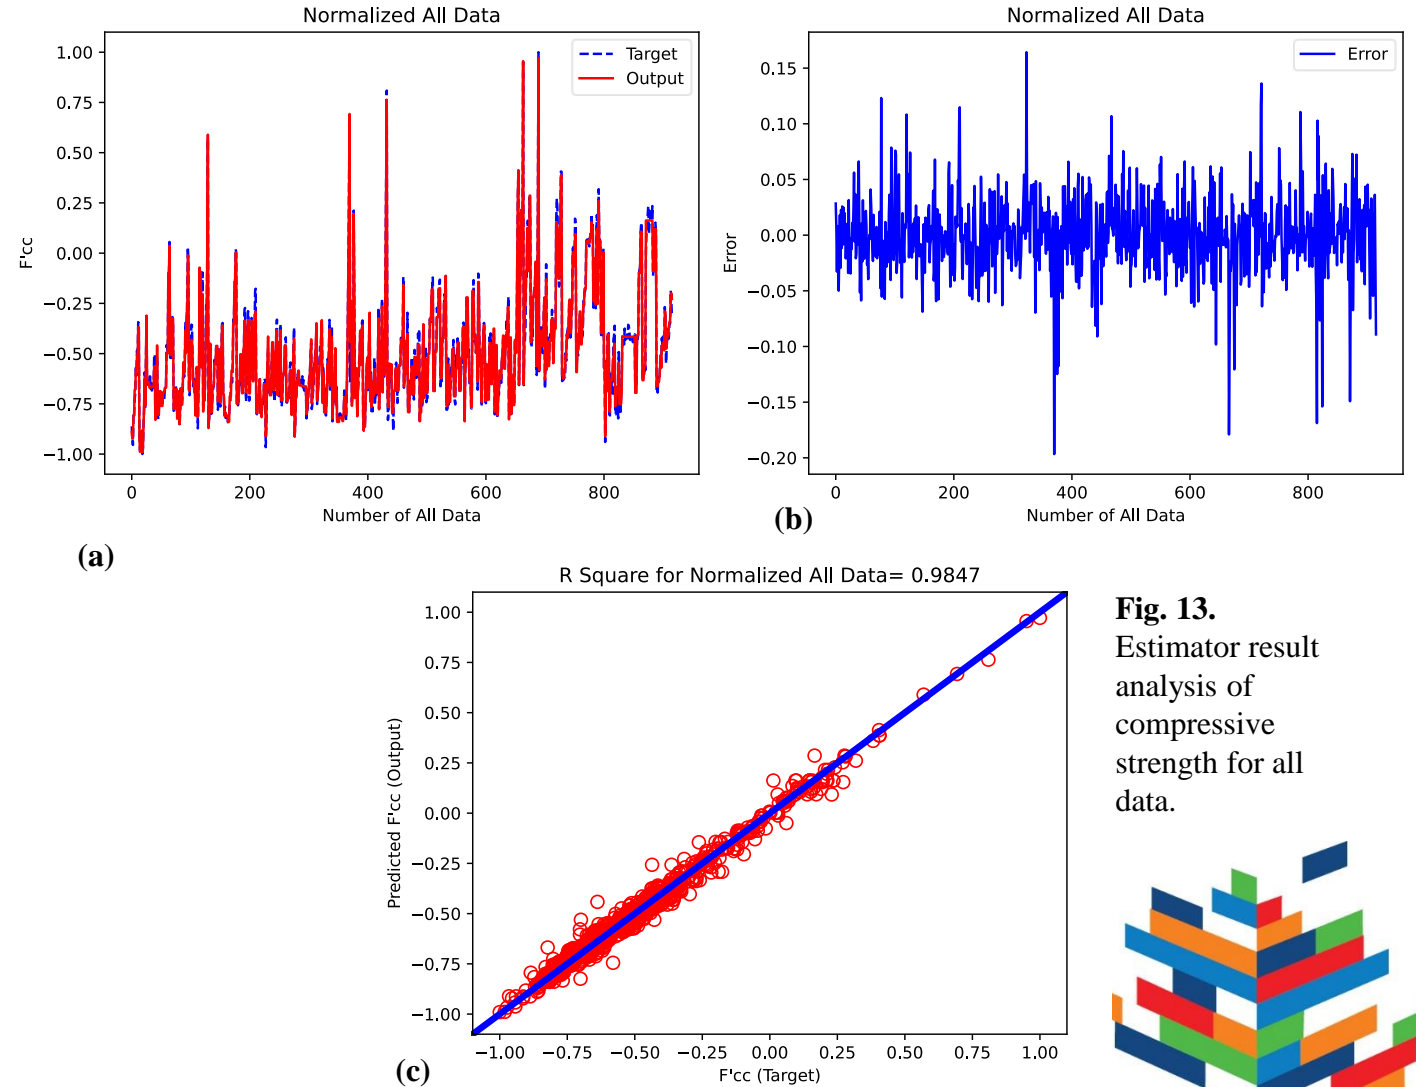 Normalized All Data
1.00
0.75
0.50
0.25
0.00
−0.25
−0.50
−0.75
−1.00
F'cc
Target
Output
0 200 400 600 800
Number of All Data
(a)
Normalized All Data
0.15
0.10
0.05
0.00
−0.05
−0.10
−0.15
−0.20
Error
Error
0 200 400 600 800
Number of All Data
(b)
R Square for Normalized All Data= 0.9847
1.00
0.75
0.50
0.25
0.00
−0.25
−0.50
−0.75
−1.00
Predicted F'cc (Output)
−1.00 −0.75 −0.50 −0.25 0.00 0.25 0.50 0.75 1.00
F'cc (Target)
(c)
Fig. 13.
Estimator result
analysis of
compressive
strength for all
data.